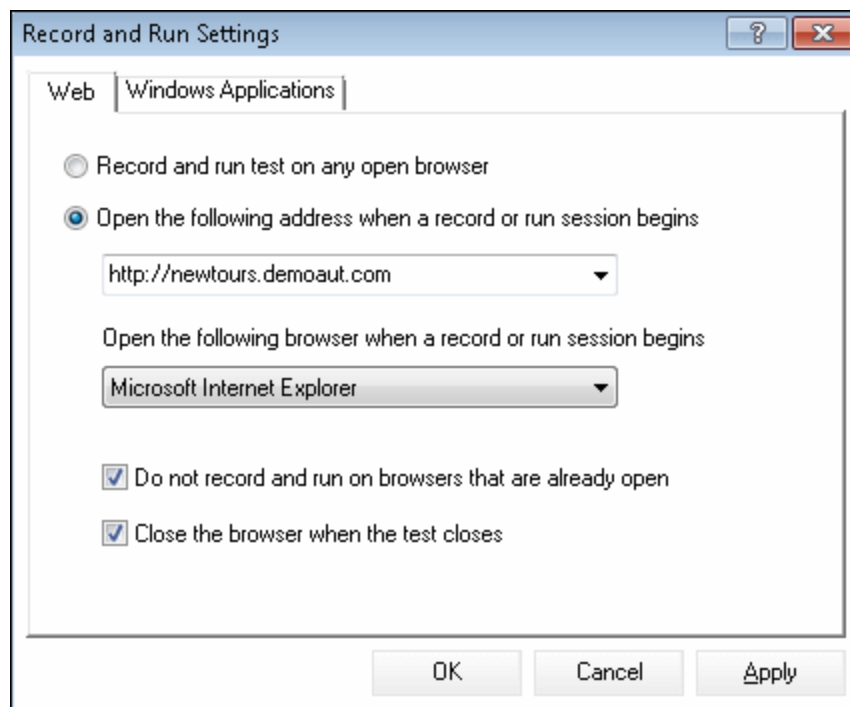 Record and Run Settings
Web
Windows Applications
Record and run test on any open browser
Open the following address when a record or run session begins
http://newtours.demoaut.com
Open the following browser when a record or run session begins
Microsoft Internet Explorer
Do not record and run on browsers that are already open
Close the browser when the test closes
OK
Cancel
Apply